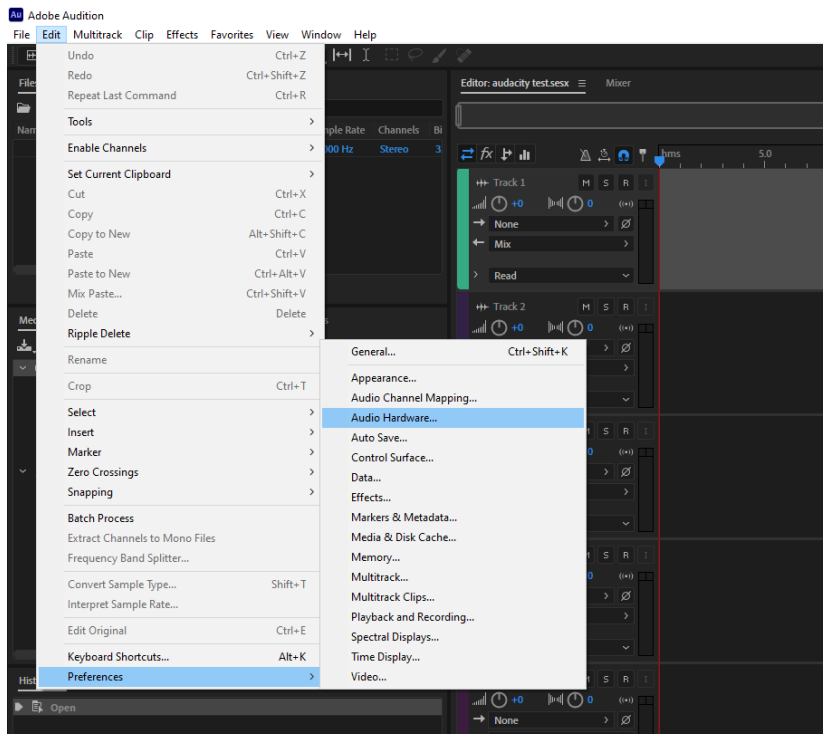 Au Adobe Audition
File Edit Multitrack Clip Effects Favorites View Window Help
Undo Ctrl+Z
Redo Ctrl+Shift+Z
Repeat Last Command Ctrl+R
Tools
Enable Channels
Set Current Clipboard
Cut Ctrl+X
Copy Ctrl+C
Copy to New Alt+Shift+C
Paste Ctrl+V
Paste to New Ctrl+Alt+V
Mix Paste... Ctrl+Shift+V
Delete Delete
Ripple Delete
Rename
Crop Ctrl+T
Select
Insert
Marker
Zero Crossings
Snapping
Batch Process
Extract Channels to Mono Files
Frequency Band Splitter...
Convert Sample Type... Shift+T
Interpret Sample Rate...
Edit Original Ctrl+E
Keyboard Shortcuts... Alt+K
Preferences
General... Ctrl+Shift+K
Appearance...
Audio Channel Mapping...
Audio Hardware...
Auto Save...
Control Surface...
Data...
Effects...
Markers & Metadata...
Media & Disk Cache...
Memory...
Multitrack...
Multitrack Clips...
Playback and Recording...
Spectral Displays...
Time Display...
Video...
Rate Channels
Stereo
Open
Editor: audacity test.sesx Mixer
fx
hms 5.0
Track 1 M S R I
+0 0
None
Mix
Read
Track 2 M S R I
+0 0
S R I
0
S R I
0
S R I
+0 0
None